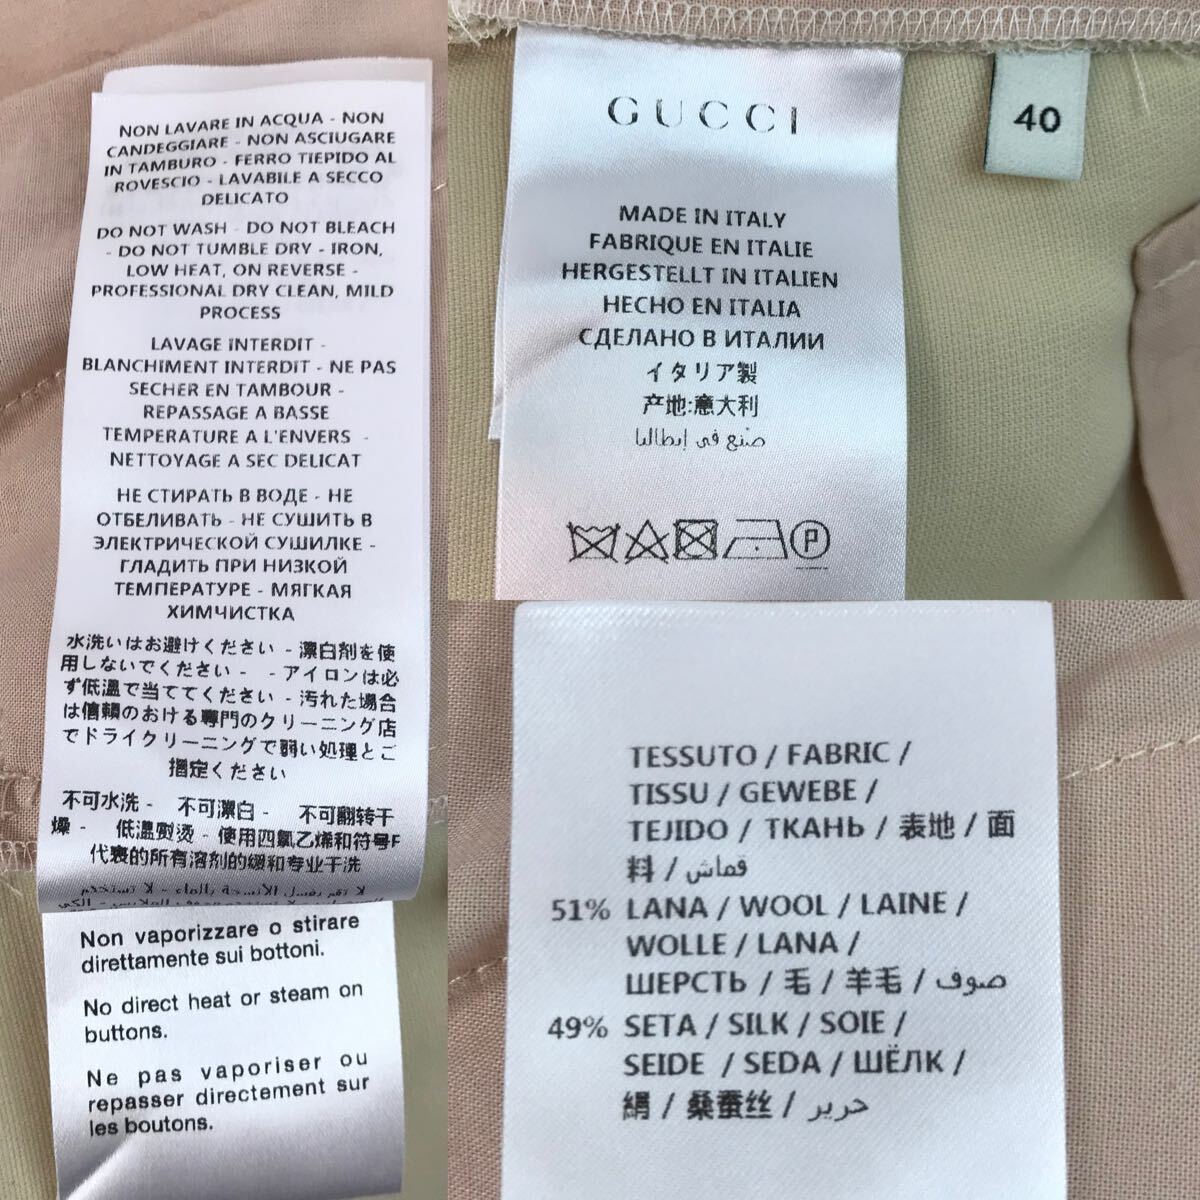 NON LAVARE IN ACQUA - NON
CANDEGGIARE - NON ASCIUGARE
IN TAMBURO - FERRO TIEPIDO AL
ROVESCIO - LAVABILE A SECCO
DELICATO
DO NOT WASH - DO NOT BLEACH
- DO NOT TUMBLE DRY - IRON,
LOW HEAT, ON REVERSE -
PROFESSIONAL DRY CLEAN, MILD
PROCESS
LAVAGE INTERDIT -
BLANCHIMENT INTERDIT - NE PAS
SECHER EN TAMBOUR -
REPASSAGE A BASSE
TEMPERATURE A L'ENVERS -
NETTOYAGE A SEC DELICAT
НЕ СТИРАТЬ В ВОДЕ - НЕ
ОТБЕЛИВАТЬ - НЕ СУШИТЬ В
ЭЛЕКТРИЧЕСКОЙ СУШИЛКЕ -
ГЛАДИТЬ ПРИ НИЗКОЙ
ТЕМПЕРАТУРЕ - МЯГКАЯ
ХИМЧИСТКА
水洗いはお避けください - 漂白剤を使
用しないでください - - アイロンは必
ず低温で当ててください - 汚れた場合
は信頼のおける専門のクリーニング店
でドライクリーニングで弱い処理とご
指定ください
不可水洗 - 不可漂白 - 不可翻转干
燥 - 低温熨烫 - 使用四氯乙烯和符号F
代表的所有溶剂的缓和专业干洗
Non vaporizzare o stirare
direttamente sui bottoni.
No direct heat or steam on
buttons.
Ne pas vaporiser ou
repasser directement sur
les boutons.
GUCCI
40
MADE IN ITALY
FABRIQUE EN ITALIE
HERGESTELLT IN ITALIEN
HECHO EN ITALIA
СДЕЛАНО В ИТАЛИИ
イタリア製
产地:意大利
صنع في إيطاليا
P
TESSUTO / FABRIC /
TISSU / GEWEBE /
TEJIDO / ТКАНЬ / 表地 / 面
料 / قماش
51% LANA / WOOL / LAINE /
WOLLE / LANA /
ШЕРСТЬ / 毛 / 羊毛 / صوف
49% SETA / SILK / SOIE /
SEIDE / SEDA / ШЁЛК /
絹 / 桑蚕丝 / حرير